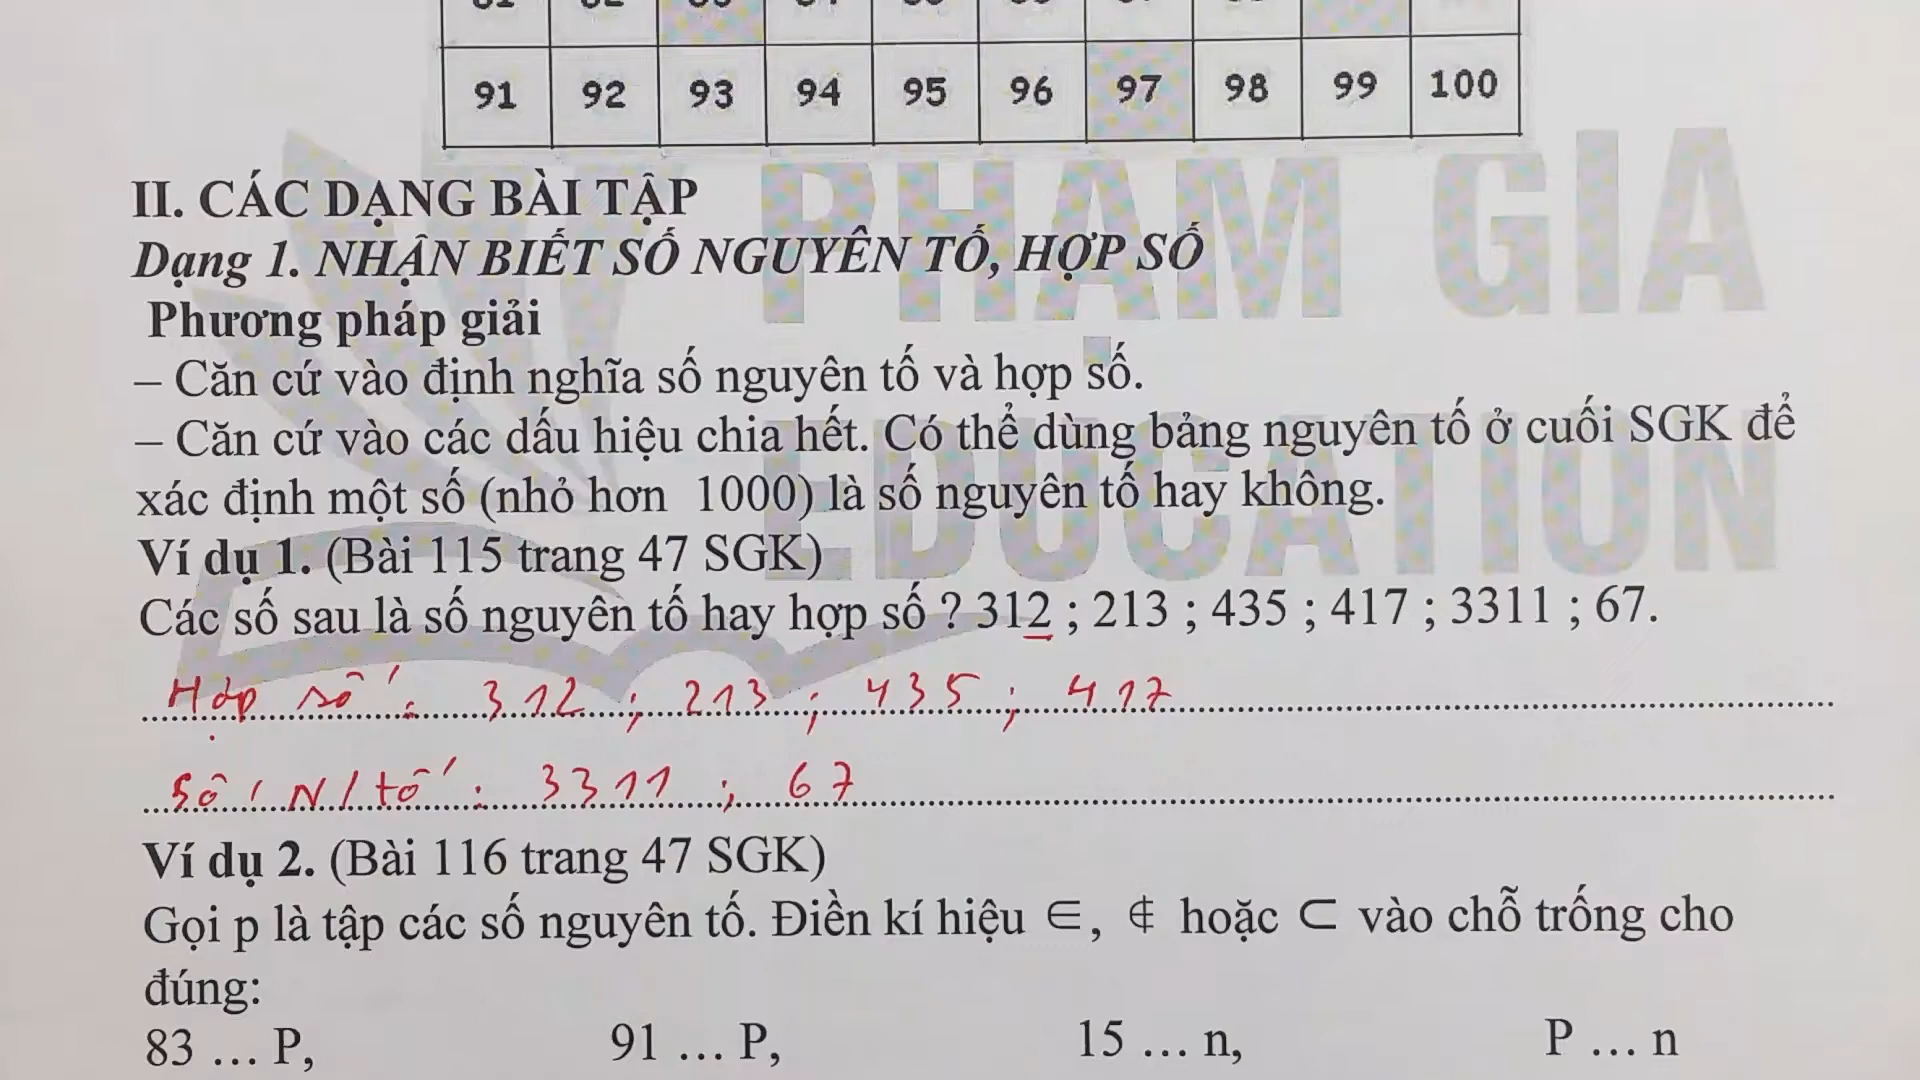 91 92 93 94 95 96 97 98 99 100
PHAM GIA
EDUCATION
II. CÁC DẠNG BÀI TẬP
Dạng 1. NHẬN BIẾT SỐ NGUYÊN TỐ, HỢP SỐ
Phương pháp giải
– Căn cứ vào định nghĩa số nguyên tố và hợp số.
– Căn cứ vào các dấu hiệu chia hết. Có thể dùng bảng nguyên tố ở cuối SGK để
xác định một số (nhỏ hơn 1000) là số nguyên tố hay không.
Ví dụ 1. (Bài 115 trang 47 SGK)
Các số sau là số nguyên tố hay hợp số ? 312 ; 213 ; 435 ; 417 ; 3311 ; 67.
Hợp số : 312 ; 213 ; 435 ; 417
Số N/tố : 3311 ; 67
Ví dụ 2. (Bài 116 trang 47 SGK)
Gọi p là tập các số nguyên tố. Điền kí hiệu ∈, ∉ hoặc ⊂ vào chỗ trống cho
đúng:
83 ... P, 91 ... P, 15 ... n, P ... n